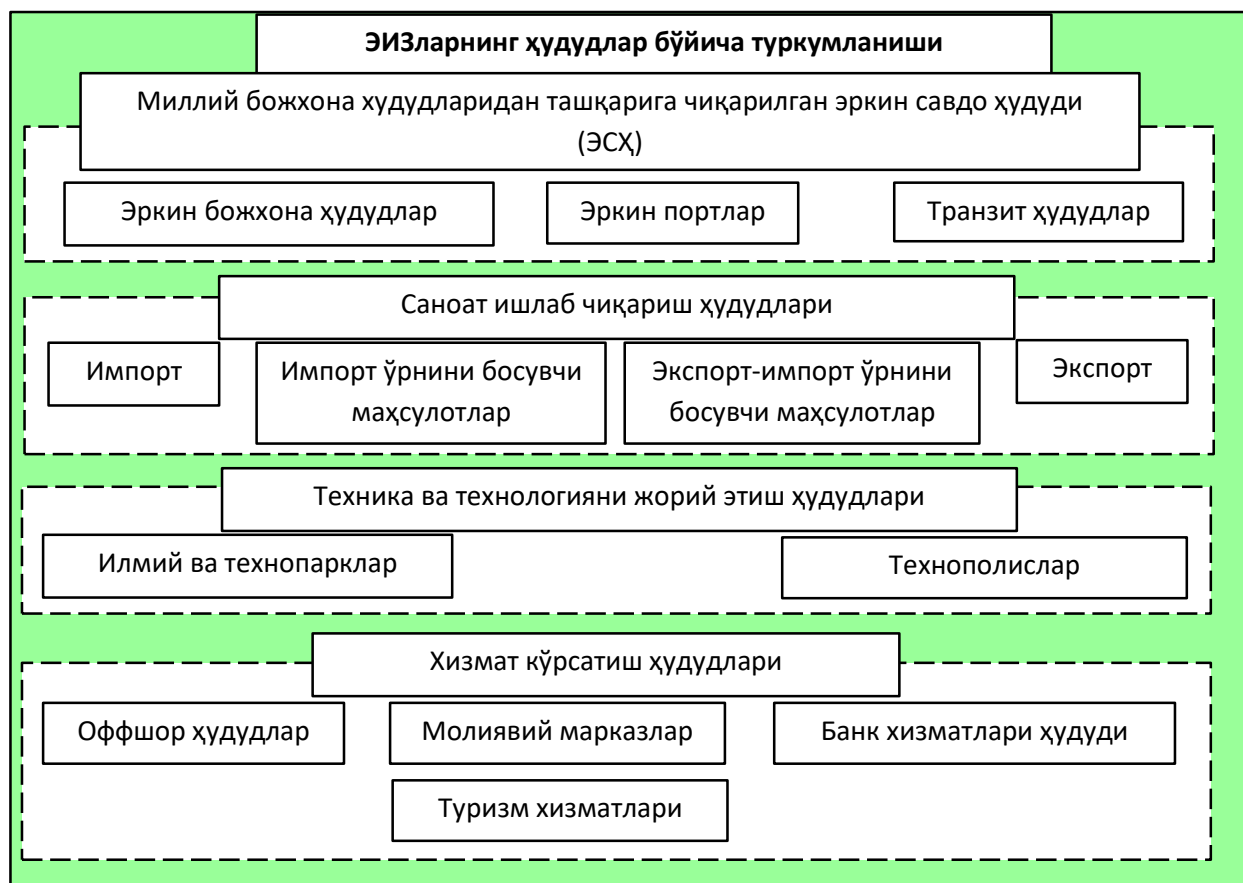 ЭИЗларнинг ҳудудлар бўйича туркумланиши
Миллий божхона худудларидан ташқарига чиқарилган эркин савдо ҳудуди
(ЭСҲ)
Эркин божхона ҳудудлар
Эркин портлар
Транзит ҳудудлар
Саноат ишлаб чиқариш ҳудудлари
Импорт
Импорт ўрнини босувчи
маҳсулотлар
Экспорт-импорт ўрнини
босувчи маҳсулотлар
Экспорт
Техника ва технологияни жорий этиш ҳудудлари
Илмий ва технопарклар
Технополислар
Хизмат кўрсатиш ҳудудлари
Оффшор ҳудудлар
Молиявий марказлар
Банк хизматлари ҳудуди
Туризм хизматлари